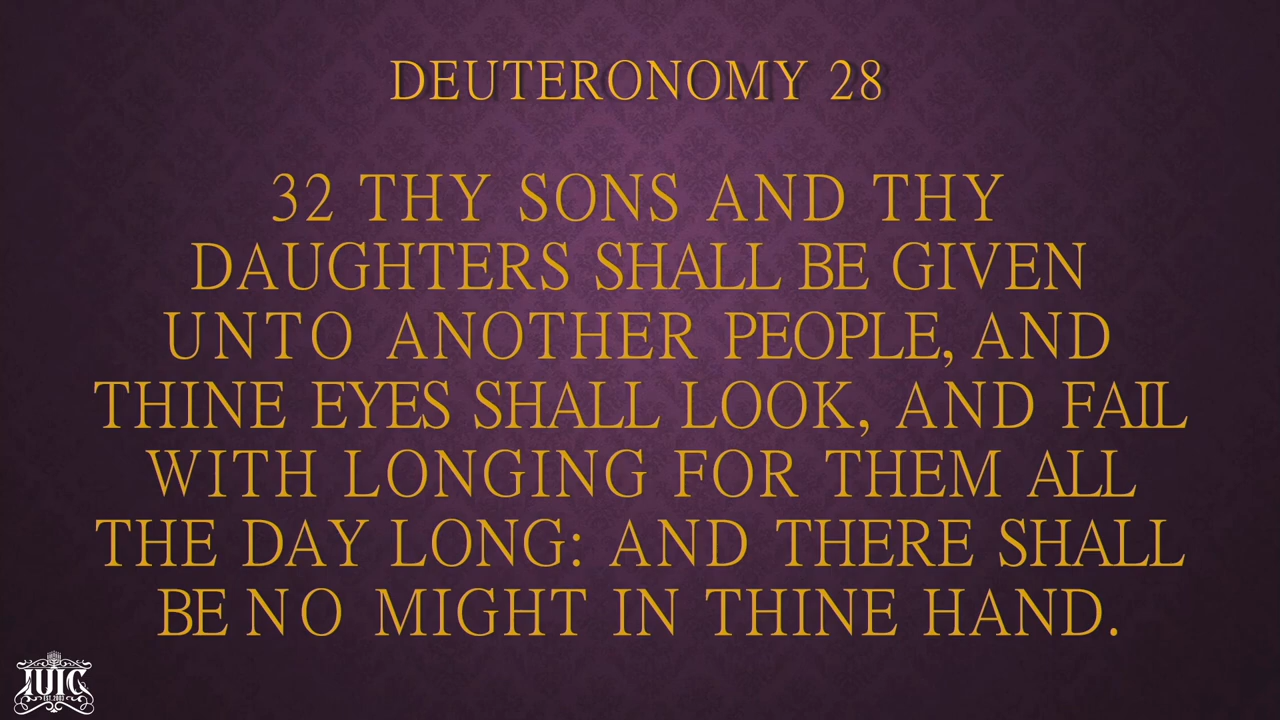 DEUTERONOMY 28
32 THY SONS AND THY
DAUGHTERS SHALL BE GIVEN
UNTO ANOTHER PEOPLE, AND
THINE EYES SHALL LOOK, AND FAIL
WITH LONGING FOR THEM ALL
THE DAY LONG: AND THERE SHALL
BE NO MIGHT IN THINE HAND.
IUIC
EST. 2003